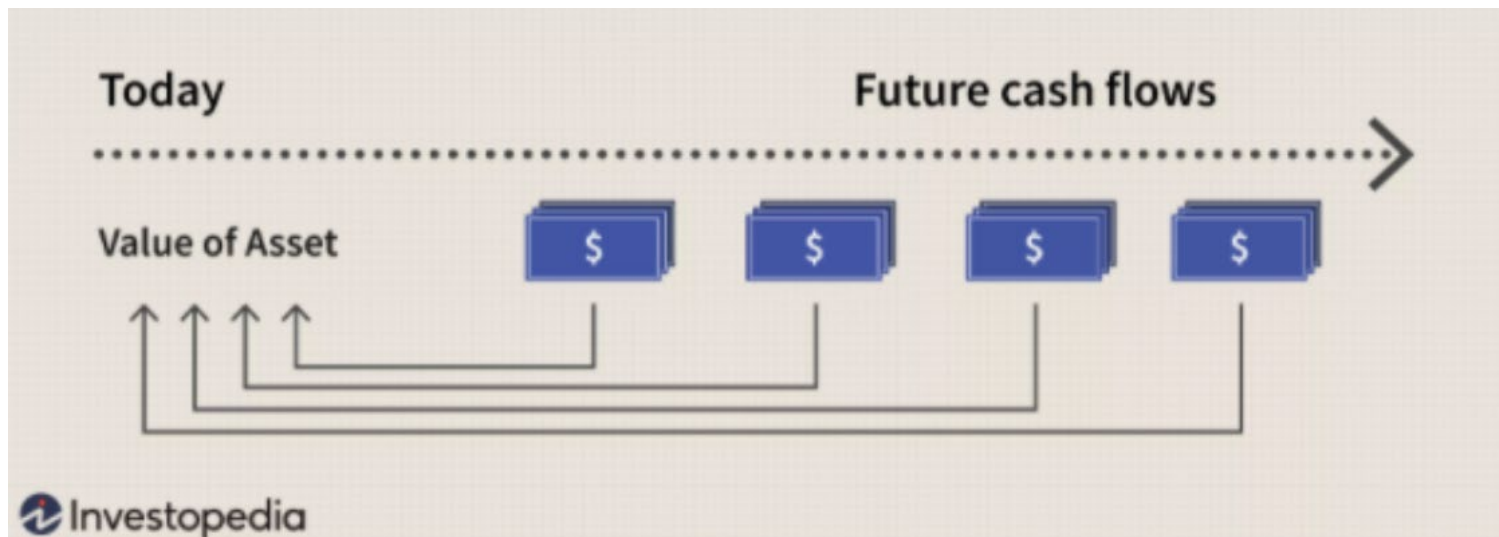 Today
Future cash flows
Value of Asset
$ $ $ $
Investopedia